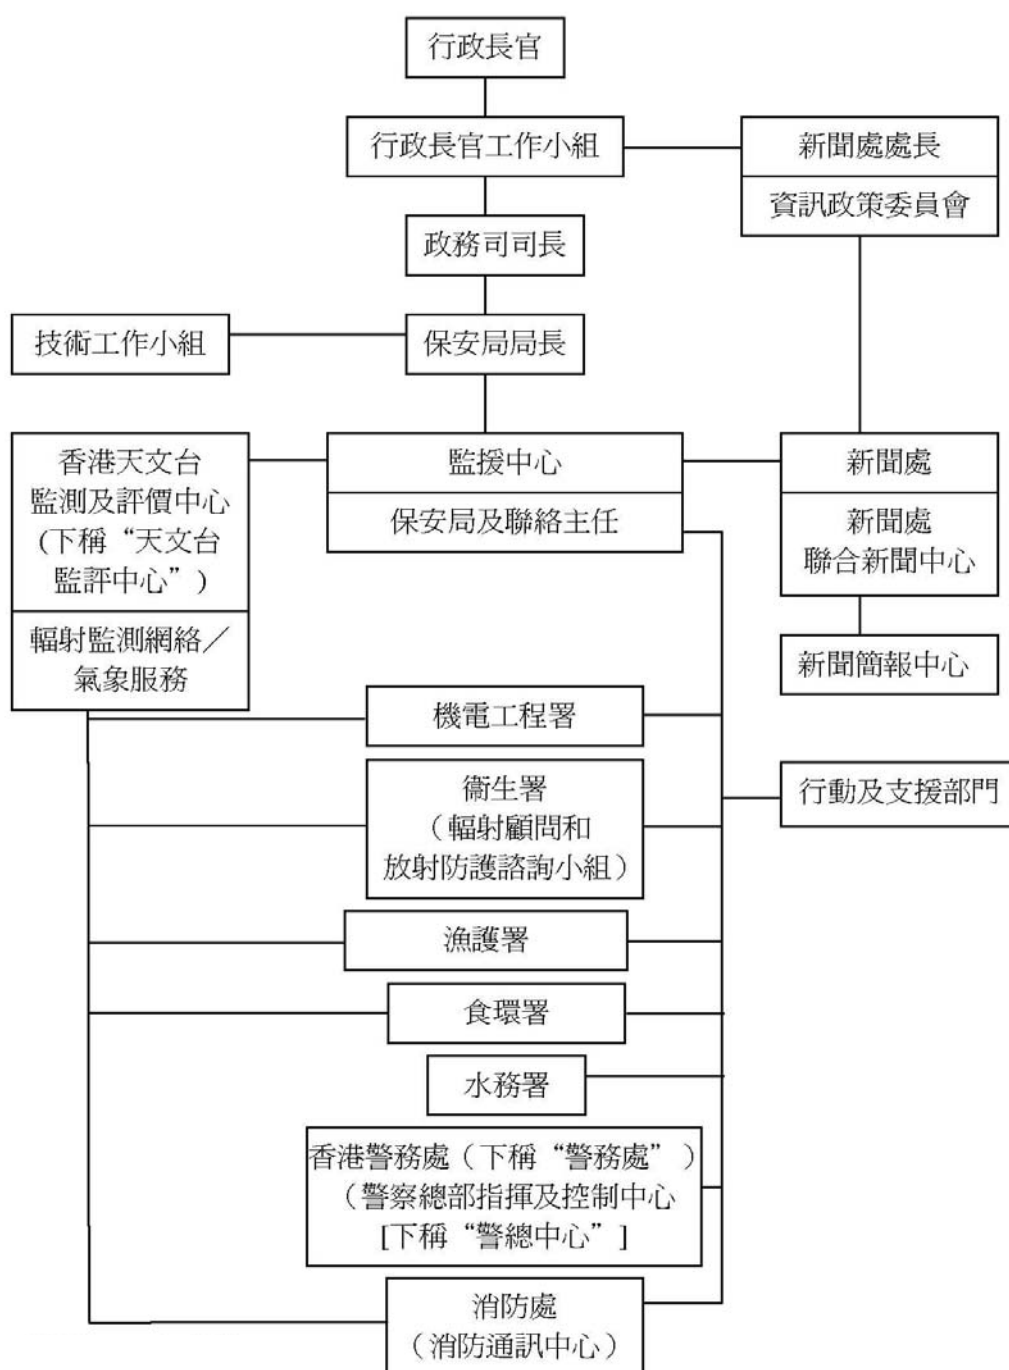 行政長官
行政長官工作小組
新聞處處長
資訊政策委員會
政務司司長
技術工作小組
保安局局長
香港天文台
監測及評價中心
(下稱“天文台
監評中心”)
輻射監測網絡／
氣象服務
監援中心
保安局及聯絡主任
新聞處
新聞處
聯合新聞中心
新聞簡報中心
機電工程署
衞生署
（輻射顧問和
放射防護諮詢小組）
行動及支援部門
漁護署
食環署
水務署
香港警務處（下稱“警務處”）
（警察總部指揮及控制中心
[下稱“警總中心”]
消防處
（消防通訊中心）